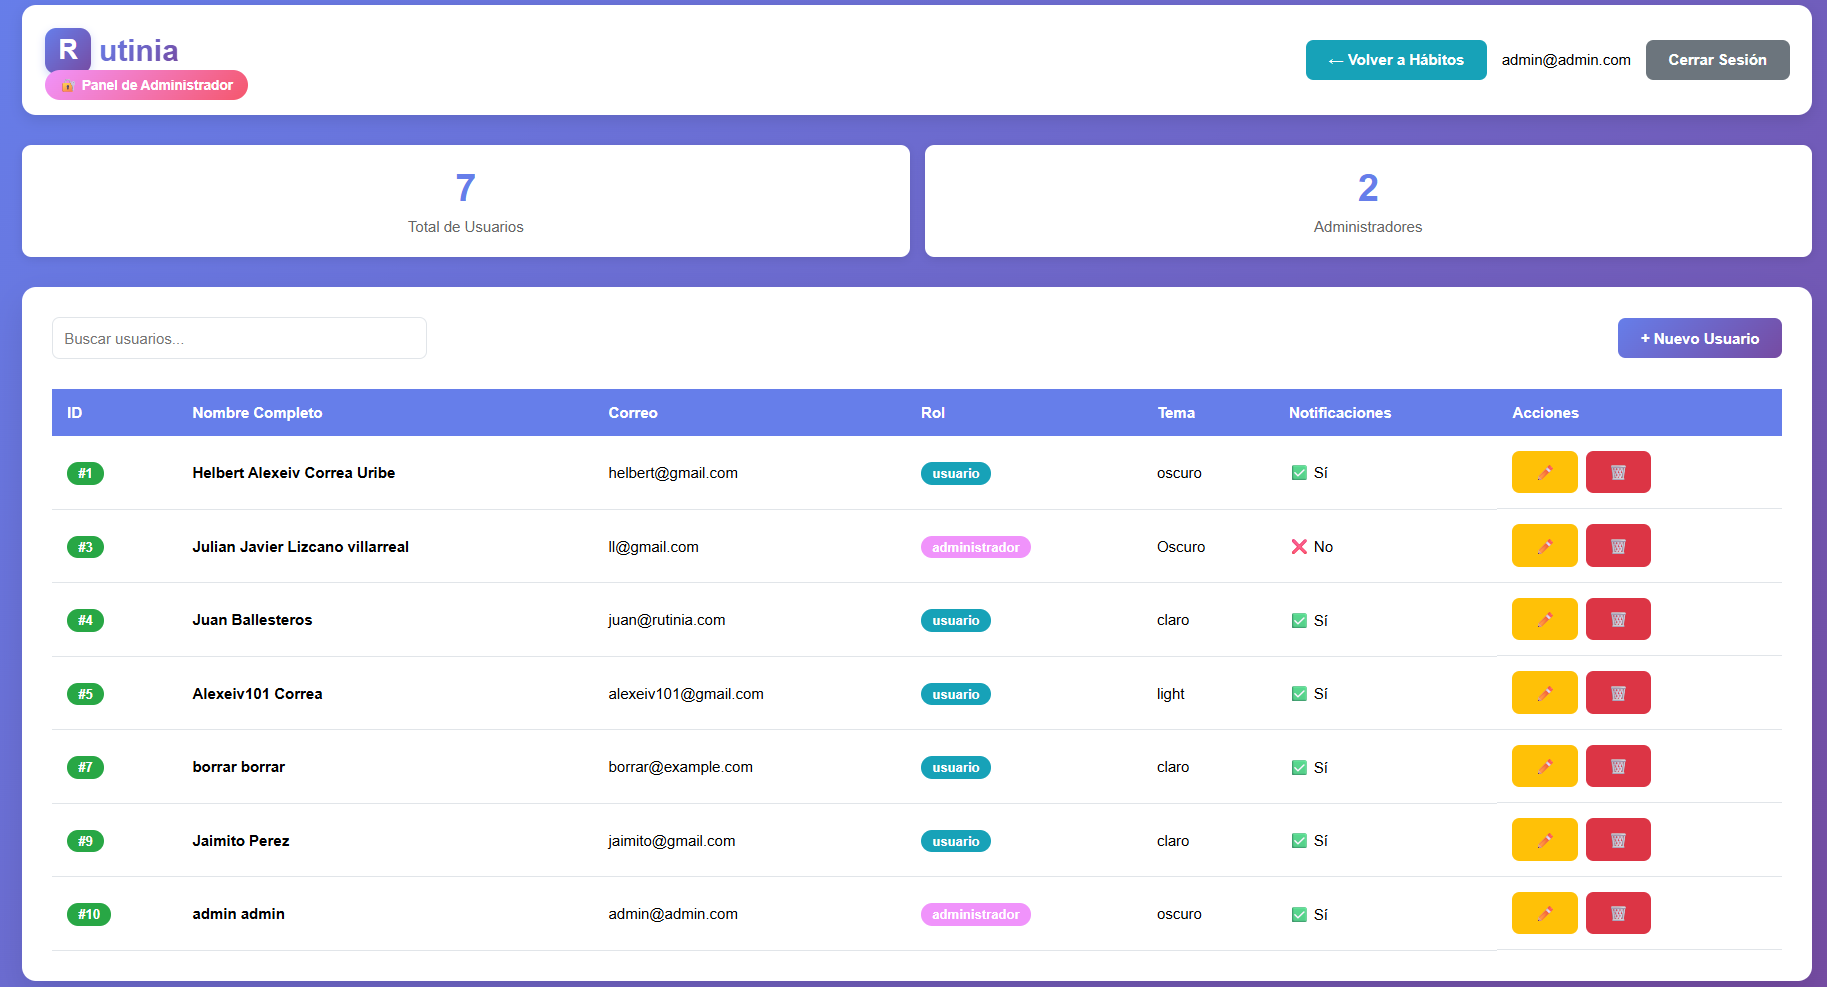 Rutinia
🔒 Panel de Administrador
← Volver a Hábitos
admin@admin.com
Cerrar Sesión
7
Total de Usuarios
2
Administradores
Buscar usuarios...
+ Nuevo Usuario
ID Nombre Completo Correo Rol Tema Notificaciones Acciones
#1 Helbert Alexeiv Correa Uribe helbert@gmail.com usuario oscuro ✅ Sí
#3 Julian Javier Lizcano villarreal ll@gmail.com administrador Oscuro ❌ No
#4 Juan Ballesteros juan@rutinia.com usuario claro ✅ Sí
#5 Alexeiv101 Correa alexeiv101@gmail.com usuario light ✅ Sí
#7 borrar borrar borrar@example.com usuario claro ✅ Sí
#9 Jaimito Perez jaimito@gmail.com usuario claro ✅ Sí
#10 admin admin admin@admin.com administrador oscuro ✅ Sí